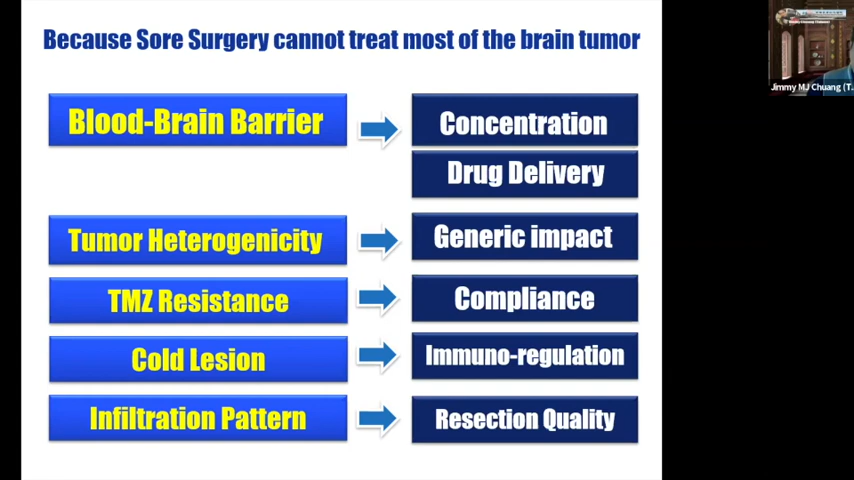 Because Sore Surgery cannot treat most of the brain tumor
Blood-Brain Barrier
Concentration
Drug Delivery
Tumor Heterogenicity
Generic impact
TMZ Resistance
Compliance
Cold Lesion
Immuno-regulation
Infiltration Pattern
Resection Quality
Jimmy MJ Chuang (T...